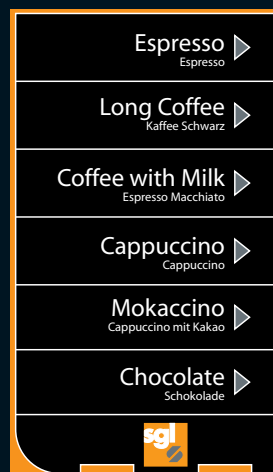 Espresso
Espresso
Long Coffee
Kaffee Schwarz
Coffee with Milk
Espresso Macchiato
Cappuccino
Cappuccino
Mokaccino
Cappuccino mit Kakao
Chocolate
Schokolade
sgl